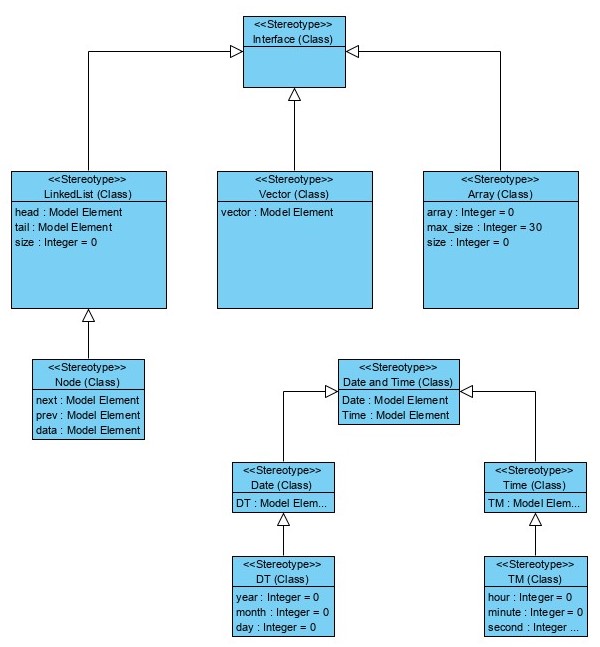 <<Stereotype>>
Interface (Class)
<<Stereotype>>
LinkedList (Class)
head : Model Element
tail : Model Element
size : Integer = 0
<<Stereotype>>
Vector (Class)
vector : Model Element
<<Stereotype>>
Array (Class)
array : Integer = 0
max_size : Integer = 30
size : Integer = 0
<<Stereotype>>
Node (Class)
next : Model Element
prev : Model Element
data : Model Element
<<Stereotype>>
Date and Time (Class)
Date : Model Element
Time : Model Element
<<Stereotype>>
Date (Class)
DT : Model Elem...
<<Stereotype>>
Time (Class)
TM : Model Elem...
<<Stereotype>>
DT (Class)
year : Integer = 0
month : Integer = 0
day : Integer = 0
<<Stereotype>>
TM (Class)
hour : Integer = 0
minute : Integer = 0
second : Integer ...